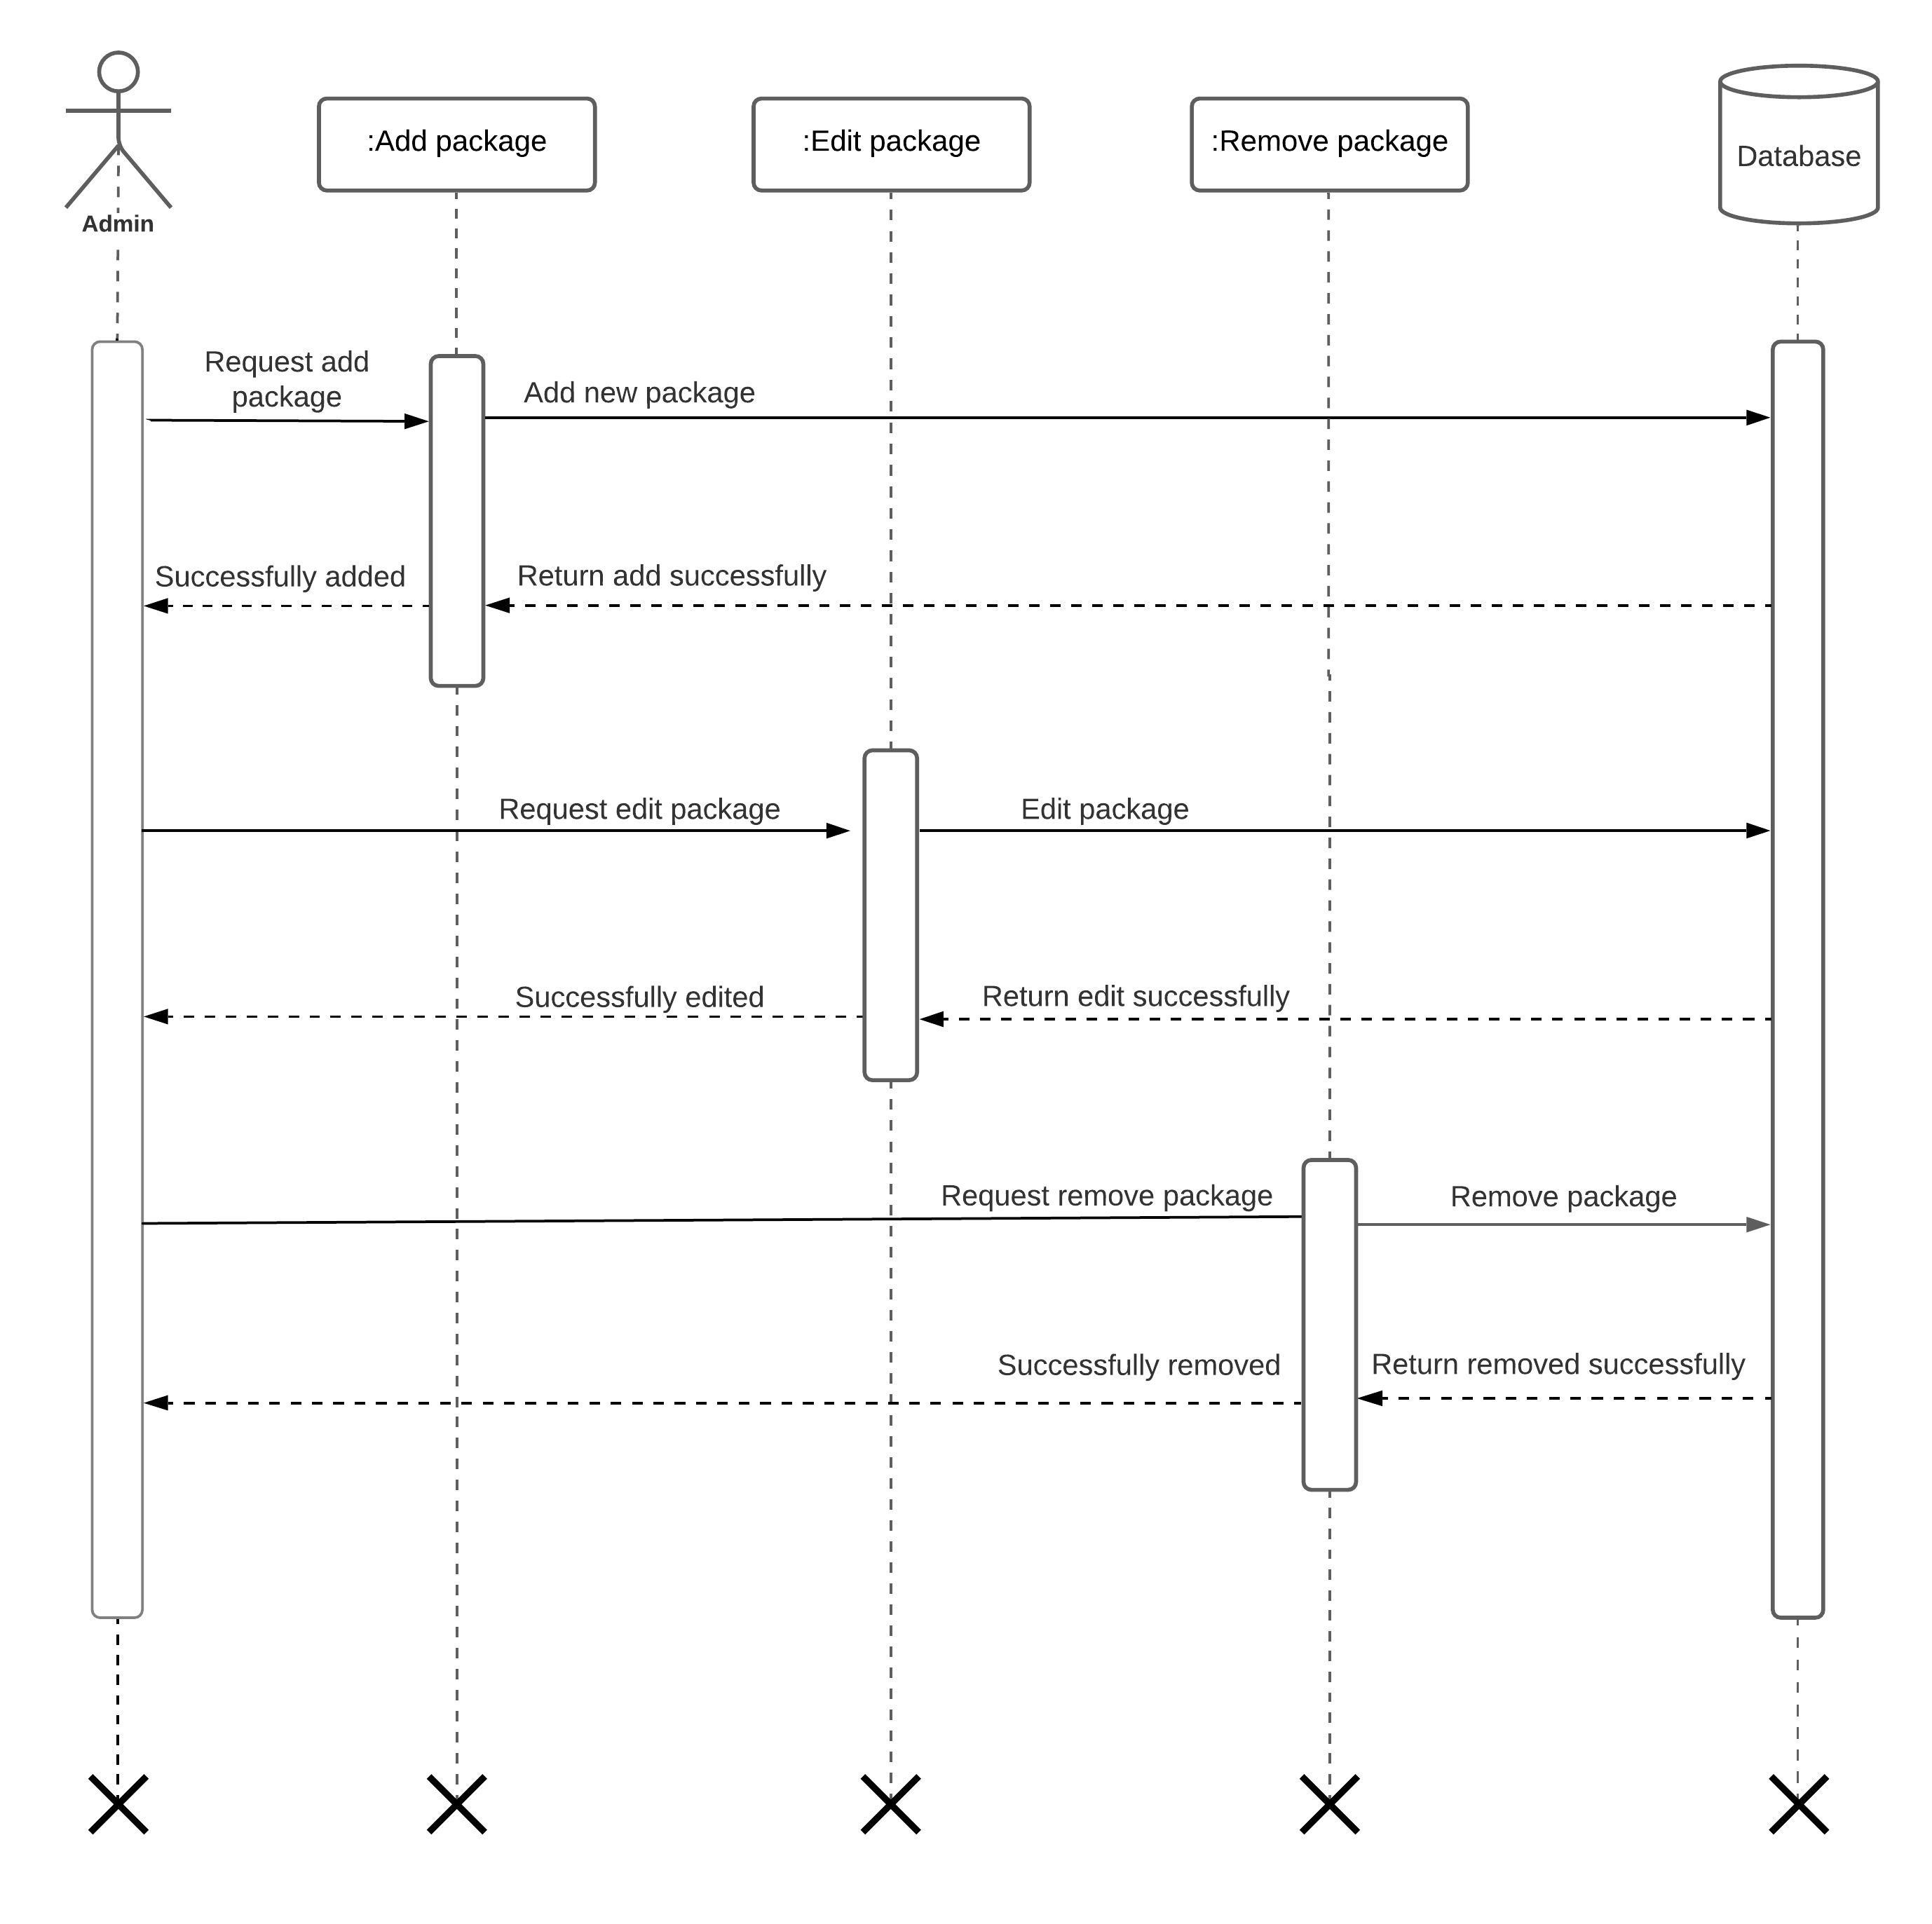 :Add package
:Edit package
:Remove package
Database
Admin
Request add
package
Add new package
Successfully added
Return add successfully
Request edit package
Edit package
Successfully edited
Return edit successfully
Request remove package
Remove package
Successfully removed
Return removed successfully